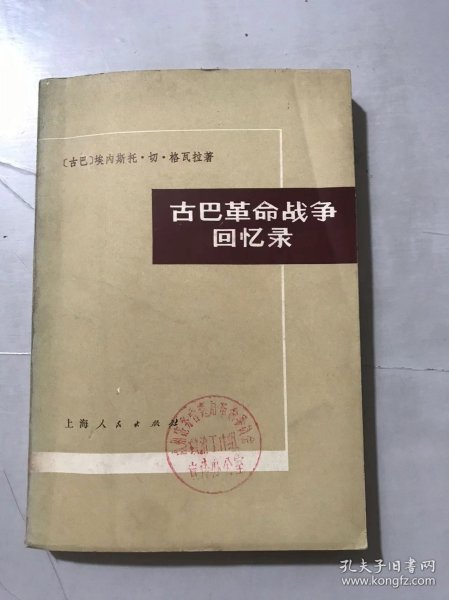 〔古巴〕埃内斯托·切·格瓦拉著
古巴革命战争
回忆录
上海人民出版社
孔夫子旧书网
www.kongfz.com